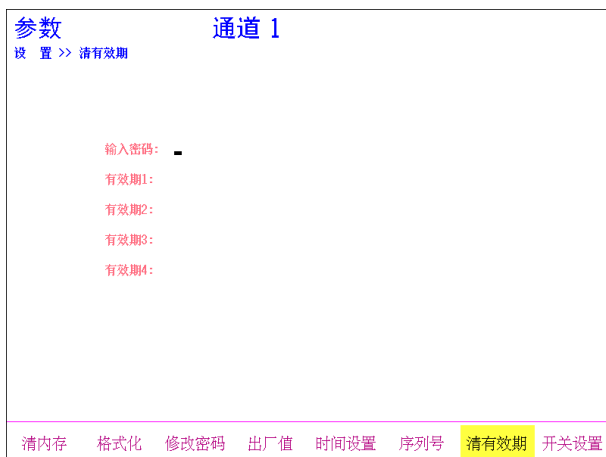 参数 通道 1
设 置 >> 清有效期
输入密码:
有效期1:
有效期2:
有效期3:
有效期4:
清内存 格式化 修改密码 出厂值 时间设置 序列号 清有效期 开关设置